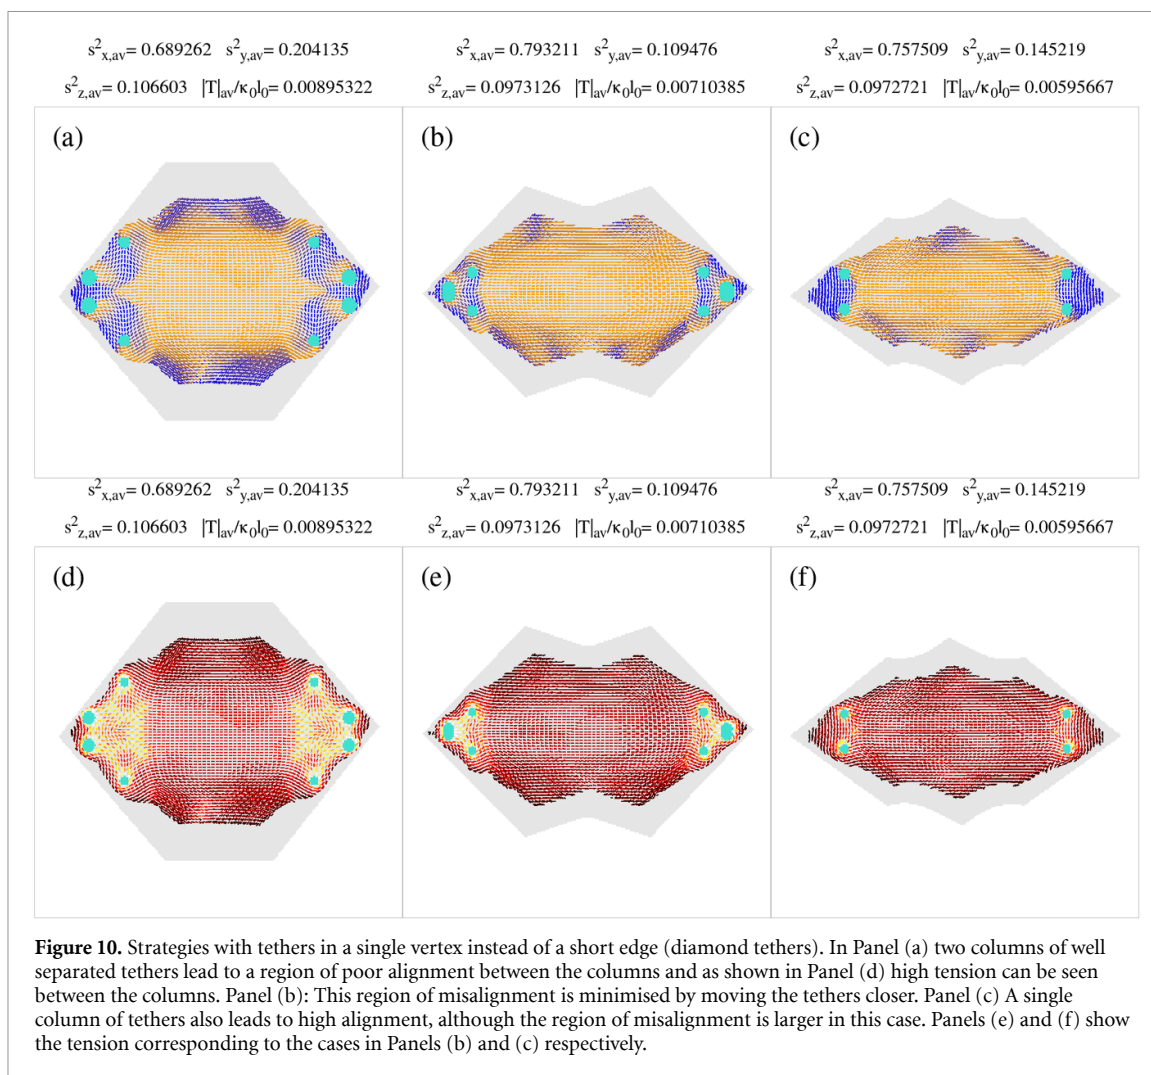 s²x,av= 0.689262 s²y,av= 0.204135 s²x,av= 0.793211 s²y,av= 0.109476 s²x,av= 0.757509 s²y,av= 0.145219
s²z,av= 0.106603 |T|av/κ0l0= 0.00895322 s²z,av= 0.0973126 |T|av/κ0l0= 0.00710385 s²z,av= 0.0972721 |T|av/κ0l0= 0.00595667
(a) (b) (c)
s²x,av= 0.689262 s²y,av= 0.204135 s²x,av= 0.793211 s²y,av= 0.109476 s²x,av= 0.757509 s²y,av= 0.145219
s²z,av= 0.106603 |T|av/κ0l0= 0.00895322 s²z,av= 0.0973126 |T|av/κ0l0= 0.00710385 s²z,av= 0.0972721 |T|av/κ0l0= 0.00595667
(d) (e) (f)
Figure 10. Strategies with tethers in a single vertex instead of a short edge (diamond tethers). In Panel (a) two columns of well
separated tethers lead to a region of poor alignment between the columns and as shown in Panel (d) high tension can be seen
between the columns. Panel (b): This region of misalignment is minimised by moving the tethers closer. Panel (c) A single
column of tethers also leads to high alignment, although the region of misalignment is larger in this case. Panels (e) and (f) show
the tension corresponding to the cases in Panels (b) and (c) respectively.